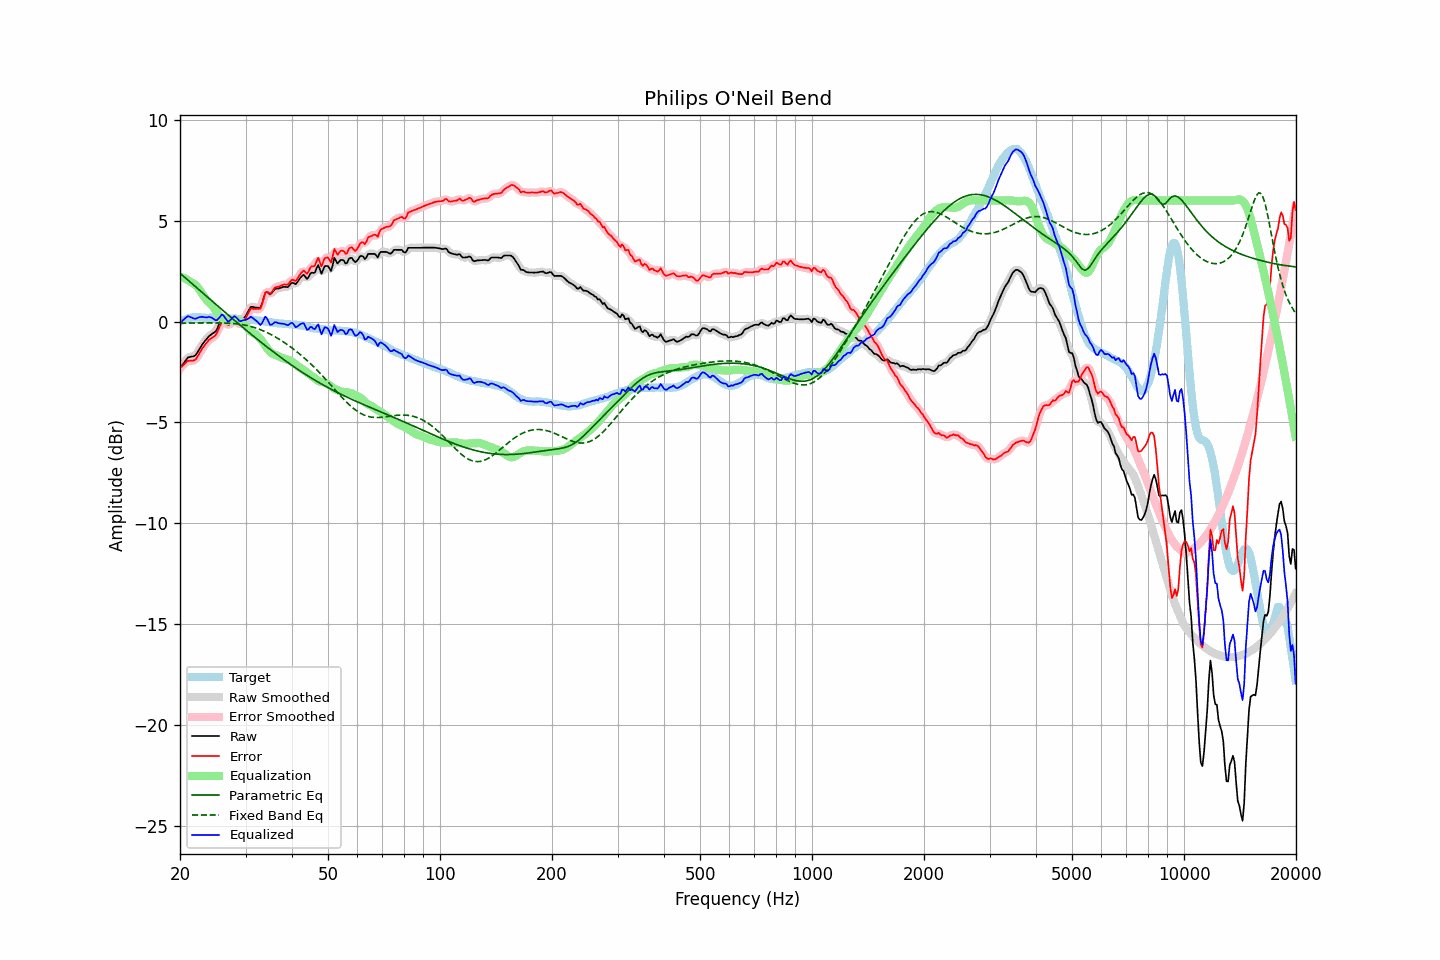 Philips O'Neil Bend
10
5
0
−5
−10
−15
−20
−25
Amplitude (dBr)
Target
Raw Smoothed
Error Smoothed
Raw
Error
Equalization
Parametric Eq
Fixed Band Eq
Equalized
20 50 100 200 500 1000 2000 5000 10000 20000
Frequency (Hz)